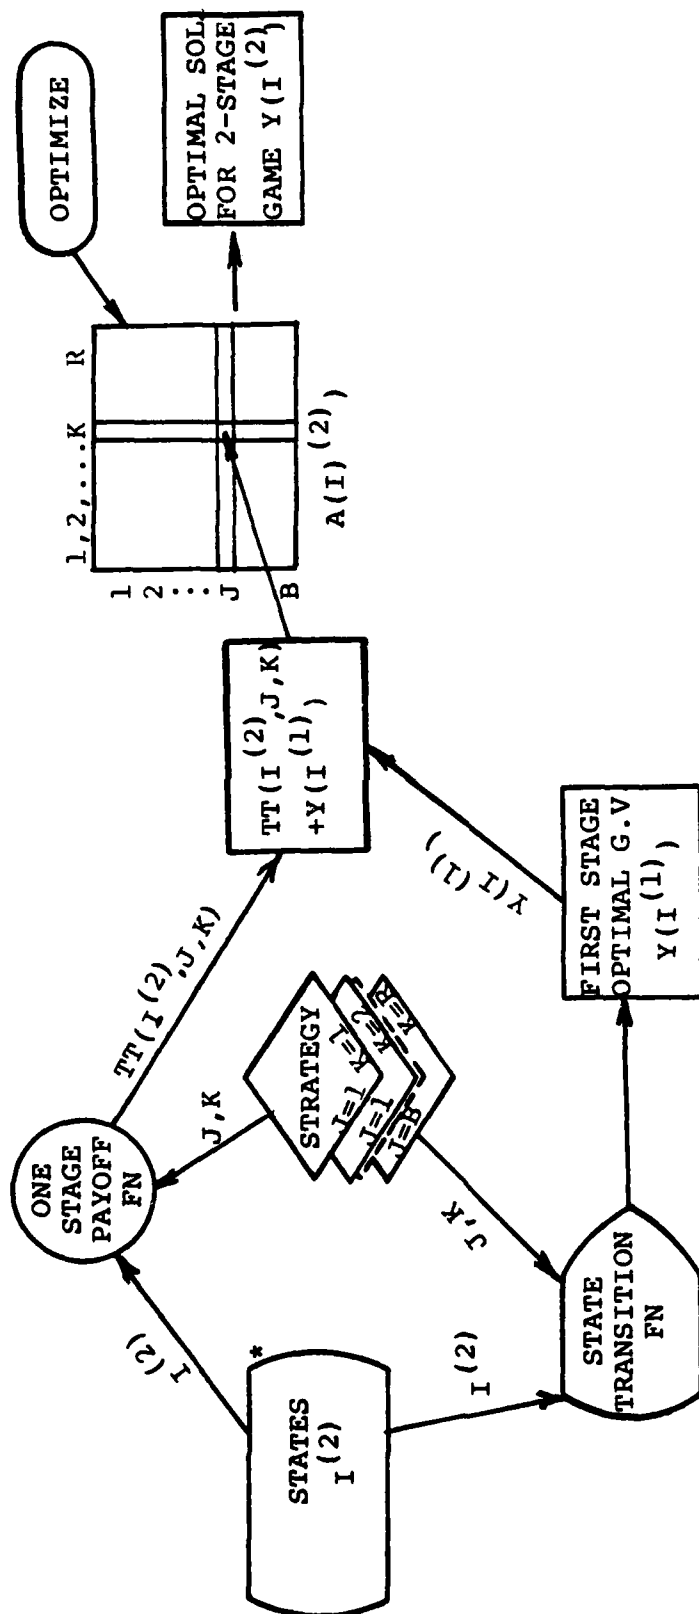 OPTIMIZE
OPTIMAL SOL
FOR 2-STAGE
GAME Y(I^(2))
1,2,...K R
1
2
:
J
B
A(I)^(2))
TT(I^(2),J,K)
+Y(I^(1))
TT(I^(2),J,K)
Y(I^(1))
ONE
STAGE
PAYOFF
FN
J,K
STRATEGY
J=1 K=1
J=1 K=2
J=B K=R
J,K
FIRST STAGE
OPTIMAL G.V
Y(I^(1))
I^(2)
*
STATES
I^(2)
I^(2)
STATE
TRANSITION
FN